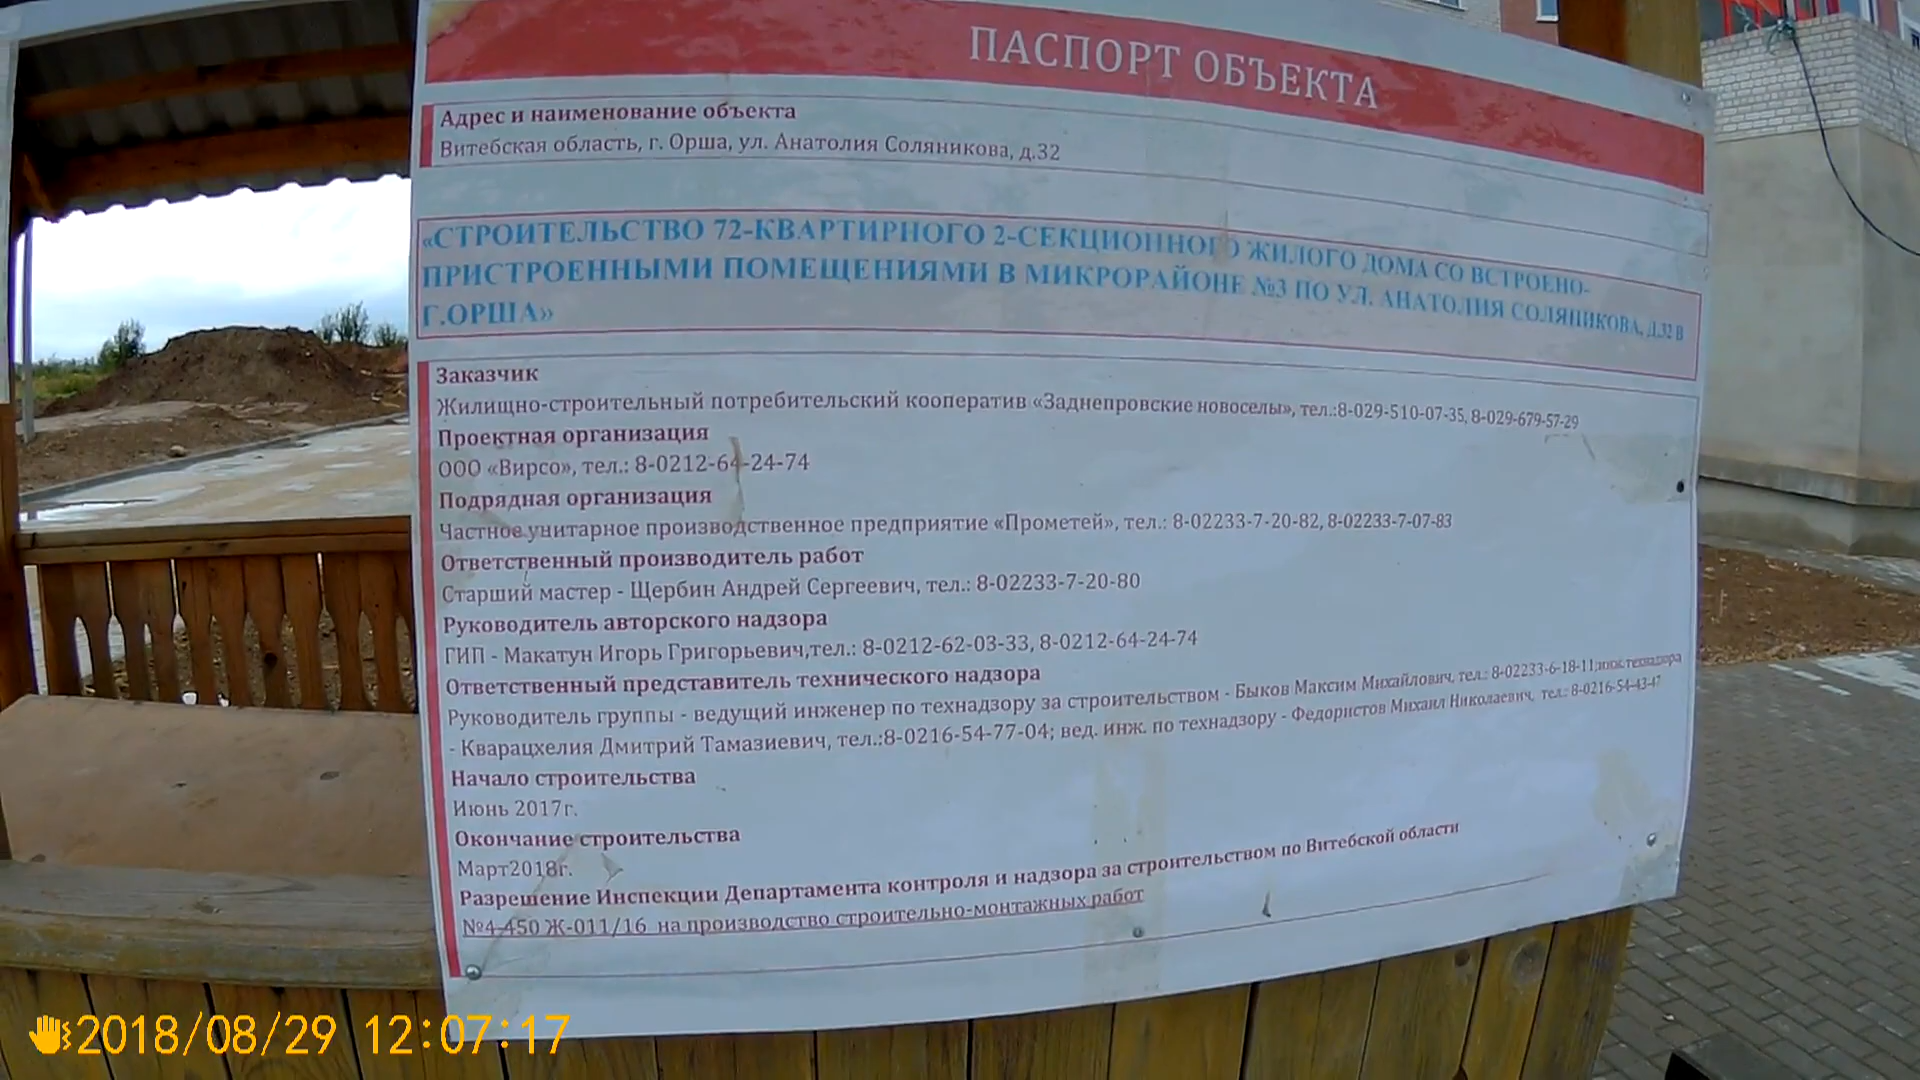 ПАСПОРТ ОБЪЕКТА
Адрес и наименование объекта
Витебская область, г. Орша, ул. Анатолия Соляникова, д.32
«СТРОИТЕЛЬСТВО 72-КВАРТИРНОГО 2-СЕКЦИОННОГО ЖИЛОГО ДОМА СО ВСТРОЕНО-
ПРИСТРОЕННЫМИ ПОМЕЩЕНИЯМИ В МИКРОРАЙОНЕ №3 ПО УЛ. АНАТОЛИЯ СОЛЯНИКОВА, Д.32 В
Г.ОРША»
Заказчик
Жилищно-строительный потребительский кооператив «Заднепровские новоселы», тел.:8-029-510-07-35, 8-029-679-57-29
Проектная организация
ООО «Вирсо», тел.: 8-0212-64-24-74
Подрядная организация
Частное унитарное производственное предприятие «Прометей», тел.: 8-02233-7-20-82, 8-02233-7-07-83
Ответственный производитель работ
Старший мастер - Щербин Андрей Сергеевич, тел.: 8-02233-7-20-80
Руководитель авторского надзора
ГИП - Макатун Игорь Григорьевич,тел.: 8-0212-62-03-33, 8-0212-64-24-74
Ответственный представитель технического надзора
Руководитель группы - ведущий инженер по технадзору за строительством - Быков Максим Михайлович, тел.: 8-02233-6-18-11;инж.технадзора
- Кварацхелия Дмитрий Тамазиевич, тел.:8-0216-54-77-04; вед. инж. по технадзору - Федористов Михаил Николаевич, тел.: 8-0216-54-43-47
Начало строительства
Июнь 2017г.
Окончание строительства
Март2018г.
Разрешение Инспекции Департамента контроля и надзора за строительством по Витебской области
№4-450 Ж-011/16 на производство строительно-монтажных работ
2018/08/29 12:07:17